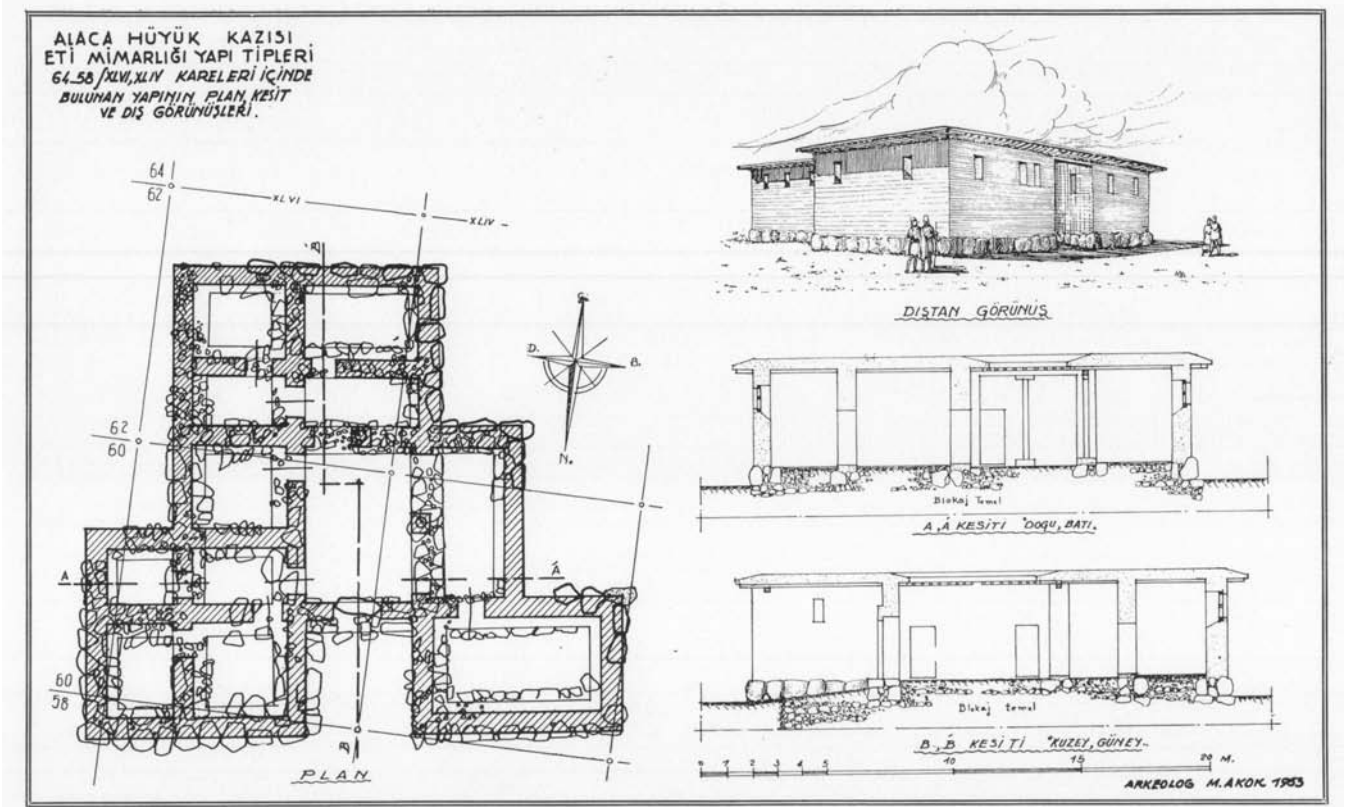 ALACA HÜYÜK KAZISI
ETİ MİMARLIĞI YAPI TİPLERİ
64-58/XLVI,XLIV KARELERİ İÇİNDE
BULUNAN YAPININ PLAN, KESİT
VE DIŞ GÖRÜNÜŞLERİ.
64
62
XLVI
XLIV
62
60
60
58
D.
B.
N.
A
Á
B
PLAN
DIŞTAN GÖRÜNÜŞ
Blokaj Temel
A,Á KESİTİ DOĞU, BATI.
Blokaj temel
B., B́ KESİTİ "KUZEY, GÜNEY..
0 1 2 3 4 5 10 15 20 M.
ARKEOLOG M. AKOK 1953